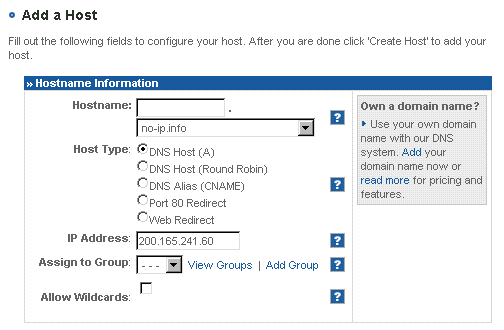 Add a Host
Fill out the following fields to configure your host. After you are done click 'Create Host' to add your
host.
» Hostname Information
Hostname: .
no-ip.info
?
Host Type: DNS Host (A)
DNS Host (Round Robin)
DNS Alias (CNAME)
?
Port 80 Redirect
Web Redirect
IP Address: 200.165.241.60 ?
Assign to Group: - - - View Groups | Add Group ?
Allow Wildcards: ?
Own a domain name?
Use your own domain
name with our DNS
system. Add your
domain name now or
read more for pricing and
features.